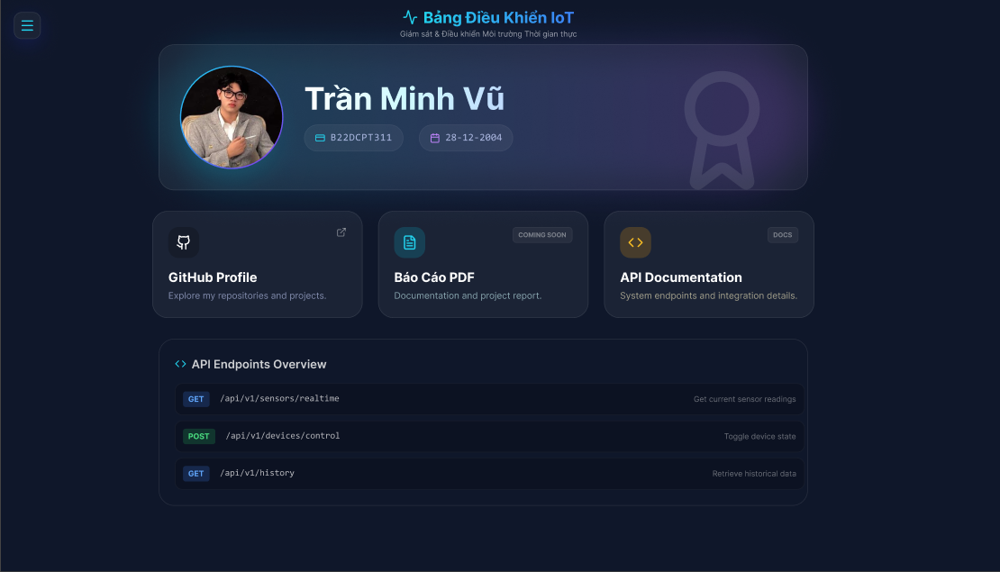 Bảng Điều Khiển IoT
Giám sát & Điều khiển Môi trường Thời gian thực
Trần Minh Vũ
B22DCPT311
28-12-2004
GitHub Profile
Explore my repositories and projects.
COMING SOON
Báo Cáo PDF
Documentation and project report.
DOCS
API Documentation
System endpoints and integration details.
API Endpoints Overview
GET /api/v1/sensors/realtime Get current sensor readings
POST /api/v1/devices/control Toggle device state
GET /api/v1/history Retrieve historical data